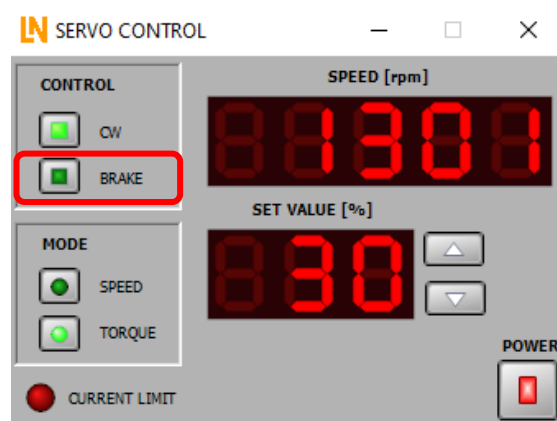 LN SERVO CONTROL
CONTROL
CW
BRAKE
SPEED [rpm]
1301
SET VALUE [%]
30
MODE
SPEED
TORQUE
CURRENT LIMIT
POWER